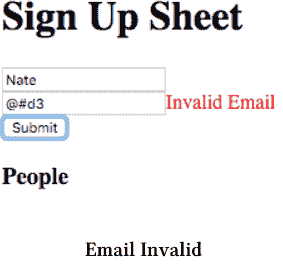 Sign Up Sheet
Nate
@#d3 Invalid Email
Submit
People
Email Invalid